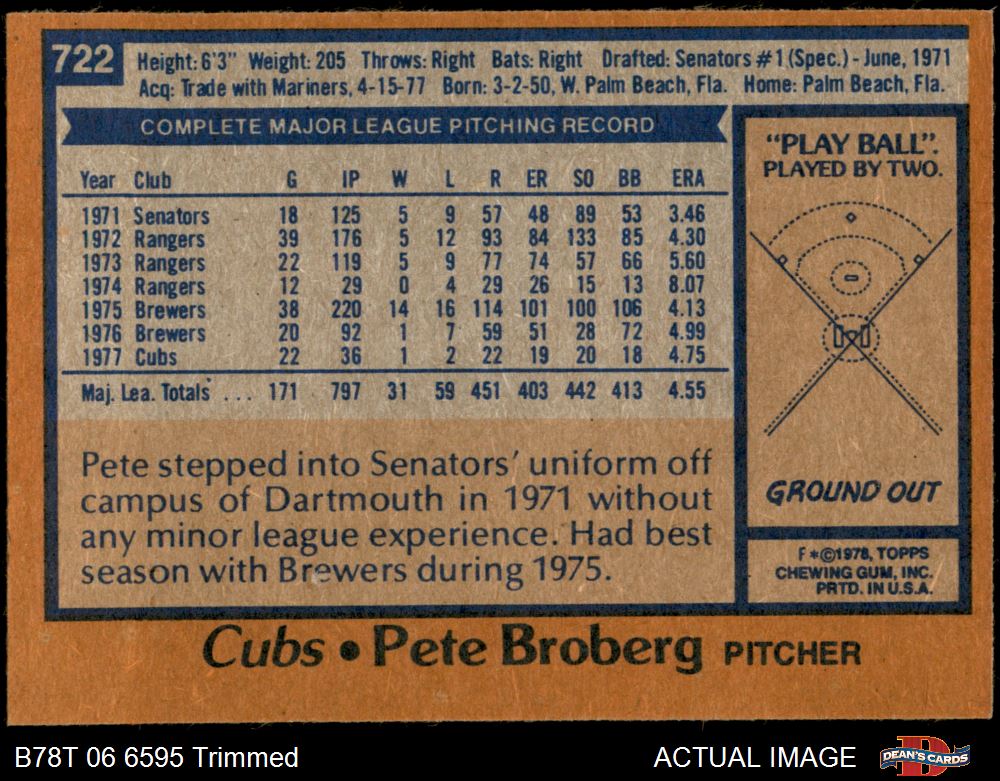 722
Height: 6'3" Weight: 205 Throws: Right Bats: Right Drafted: Senators #1 (Spec.) - June, 1971
Acq: Trade with Mariners, 4-15-77 Born: 3-2-50, W. Palm Beach, Fla. Home: Palm Beach, Fla.
COMPLETE MAJOR LEAGUE PITCHING RECORD
Year Club G IP W L R ER SO BB ERA
1971 Senators 18 125 5 9 57 48 89 53 3.46
1972 Rangers 39 176 5 12 93 84 133 85 4.30
1973 Rangers 22 119 5 9 77 74 57 66 5.60
1974 Rangers 12 29 0 4 29 26 15 13 8.07
1975 Brewers 38 220 14 16 114 101 100 106 4.13
1976 Brewers 20 92 1 7 59 51 28 72 4.99
1977 Cubs 22 36 1 2 22 19 20 18 4.75
Maj. Lea. Totals ... 171 797 31 59 451 403 442 413 4.55
Pete stepped into Senators' uniform off
campus of Dartmouth in 1971 without
any minor league experience. Had best
season with Brewers during 1975.
"PLAY BALL".
PLAYED BY TWO.
GROUND OUT
F*©1978, TOPPS
CHEWING GUM, INC.
PRTD. IN U.S.A.
Cubs • Pete Broberg PITCHER
B78T 06 6595 Trimmed
ACTUAL IMAGE
DEAN'S CARDS